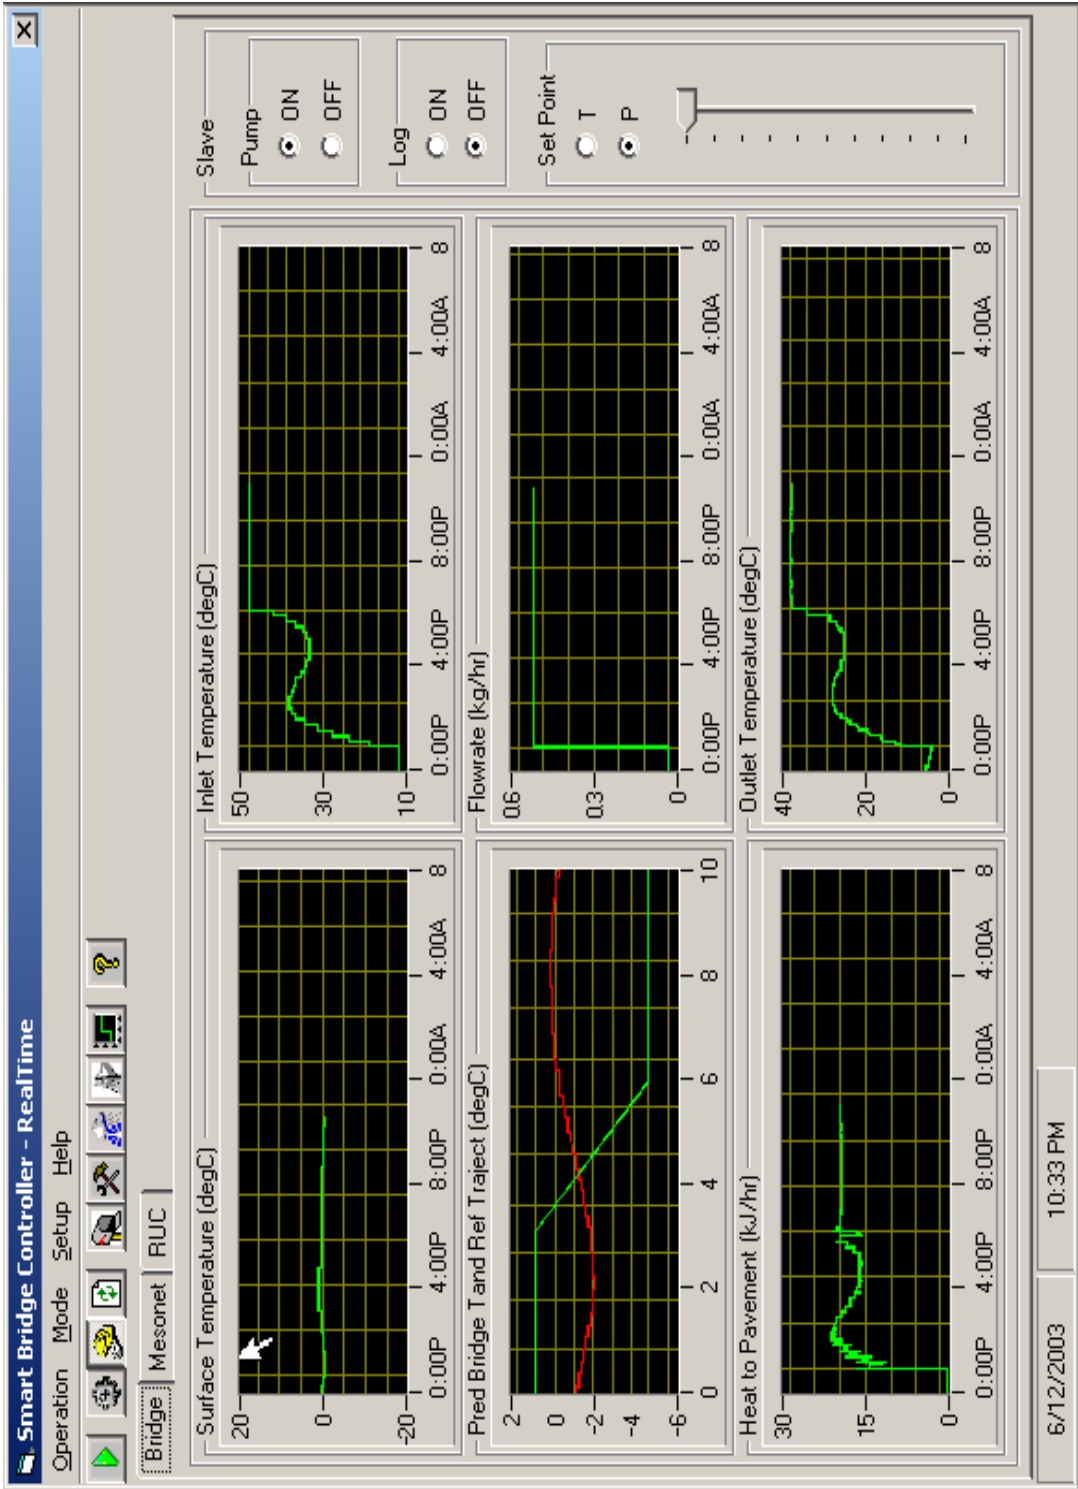 Smart Bridge Controller - RealTime
Operation Mode Setup Help
Bridge Mesonet RUC
Surface Temperature (degC)
20
0
-20
0:00P 4:00P 8:00P 0:00A 4:00A 8
Inlet Temperature (degC)
50
30
10
0:00P 4:00P 8:00P 0:00A 4:00A 8
Pred Bridge Tand Ref Traject (degC)
2
0
-2
-4
-6
0 2 4 6 8 10
Flowrate (kg/hr)
0.6
0.3
0
0:00P 4:00P 8:00P 0:00A 4:00A 8
Heat to Pavement (kJ/hr)
30
15
0
0:00P 4:00P 8:00P 0:00A 4:00A 8
Outlet Temperature (degC)
40
20
0
0:00P 4:00P 8:00P 0:00A 4:00A 8
Slave
Pump
ON
OFF
Log
ON
OFF
Set Point
T
P
6/12/2003 10:33 PM